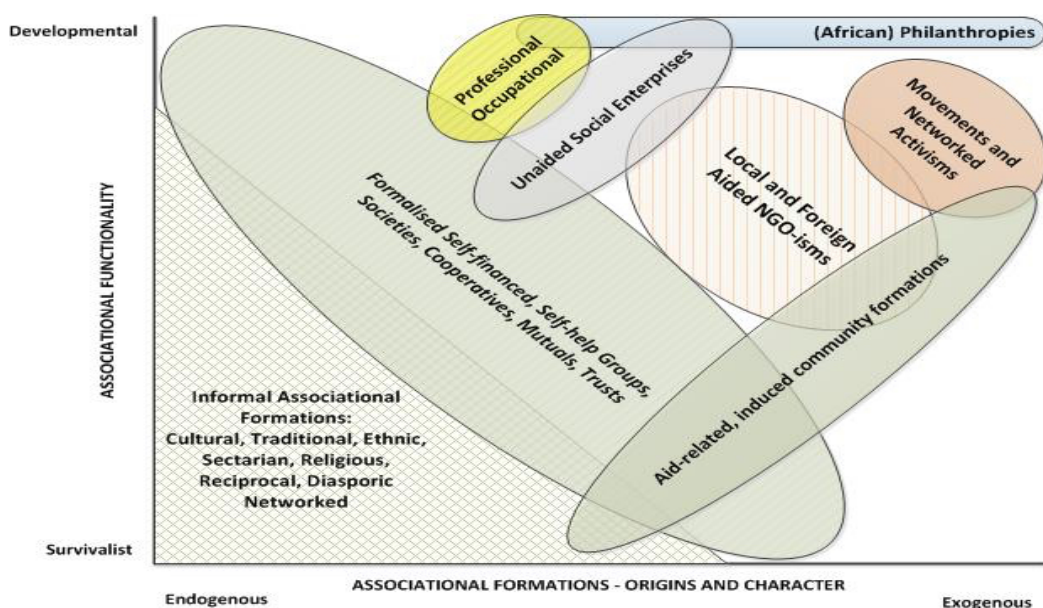 Developmental
(African) Philanthropies
Professional
Occupational
Unaided Social Enterprises
Movements and
Networked
Activisms
Local and Foreign
Aided NGO-isms
ASSOCIATIONAL FUNCTIONALITY
Formalised Self-financed, Self-help Groups,
Societies, Cooperatives, Mutuals, Trusts
Aid-related, induced community formations
Informal Associational
Formations:
Cultural, Traditional, Ethnic,
Sectarian, Religious,
Reciprocal, Diasporic
Networked
Survivalist
ASSOCIATIONAL FORMATIONS - ORIGINS AND CHARACTER
Endogenous
Exogenous